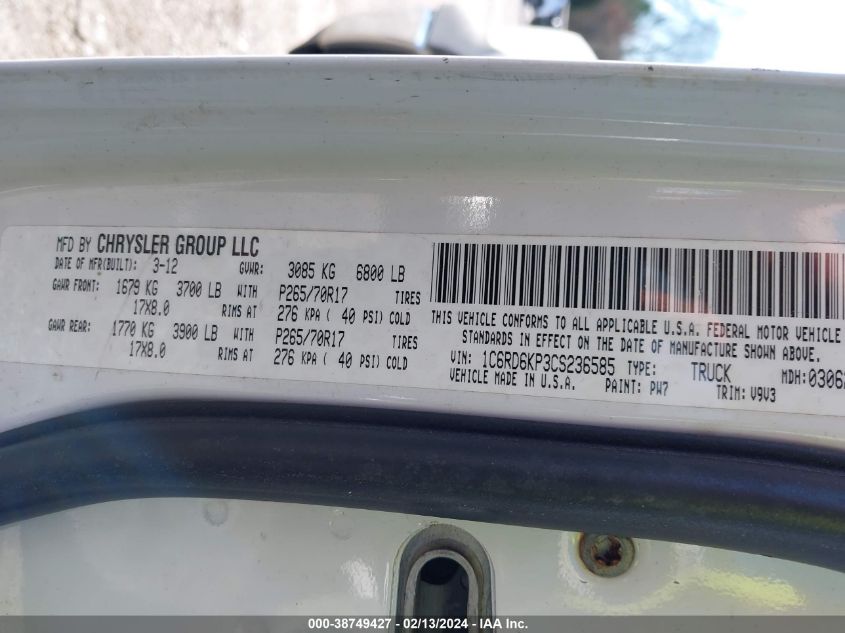 MFD BY CHRYSLER GROUP LLC
DATE OF MFR(BUILT): 3-12 GVWR: 3085 KG 6800 LB
GAWR FRONT: 1679 KG 3700 LB WITH P265/70R17 TIRES
17X8.0 RIMS AT 276 KPA ( 40 PSI) COLD
GAWR REAR: 1770 KG 3900 LB WITH P265/70R17 TIRES
17X8.0 RIMS AT 276 KPA ( 40 PSI) COLD
THIS VEHICLE CONFORMS TO ALL APPLICABLE U.S.A. FEDERAL MOTOR VEHICLE
STANDARDS IN EFFECT ON THE DATE OF MANUFACTURE SHOWN ABOVE.
VIN: 1C6RD6KP3CS236585 TYPE: TRUCK MDH:0306
VEHICLE MADE IN U.S.A. PAINT: PW7 TRIM: V9V3
000-38749427 - 02/13/2024 - IAA Inc.